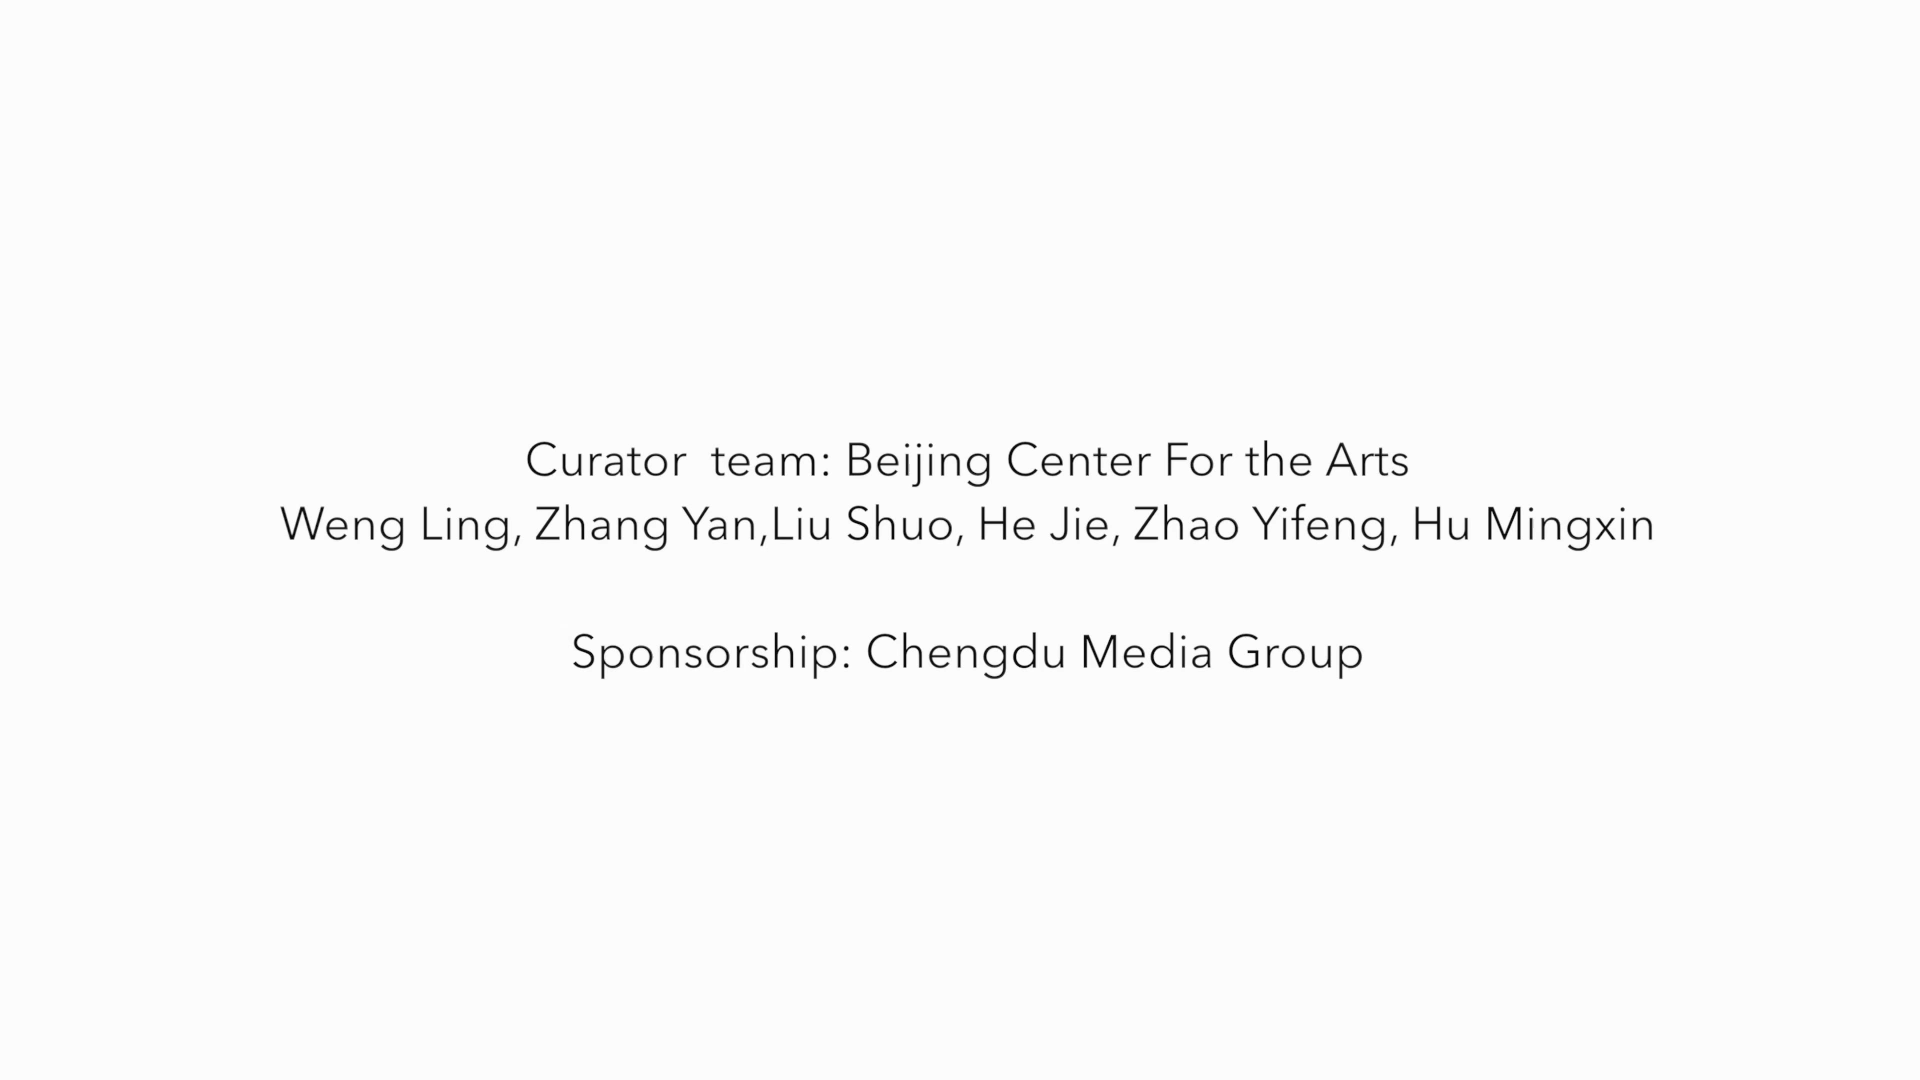 Curator  team: Beijing Center For the Arts
Weng Ling, Zhang Yan,Liu Shuo, He Jie, Zhao Yifeng, Hu Mingxin
Sponsorship: Chengdu Media Group